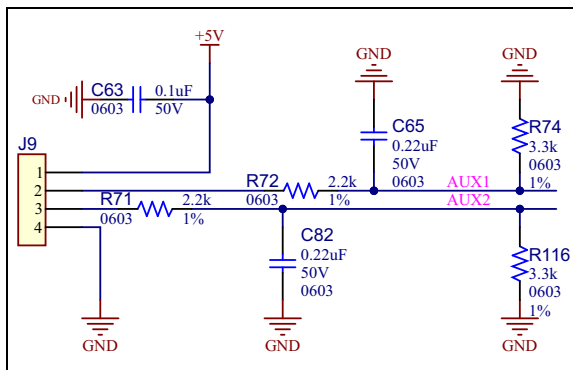 +5V
GND
GND
GND
C63
0.1uF
0603
50V
J9
1
2
3
4
C65
0.22uF
50V
0603
R74
3.3k
0603
1%
R72
2.2k
0603
1%
AUX1
R71
2.2k
0603
1%
AUX2
C82
0.22uF
50V
0603
R116
3.3k
0603
1%
GND
GND
GND